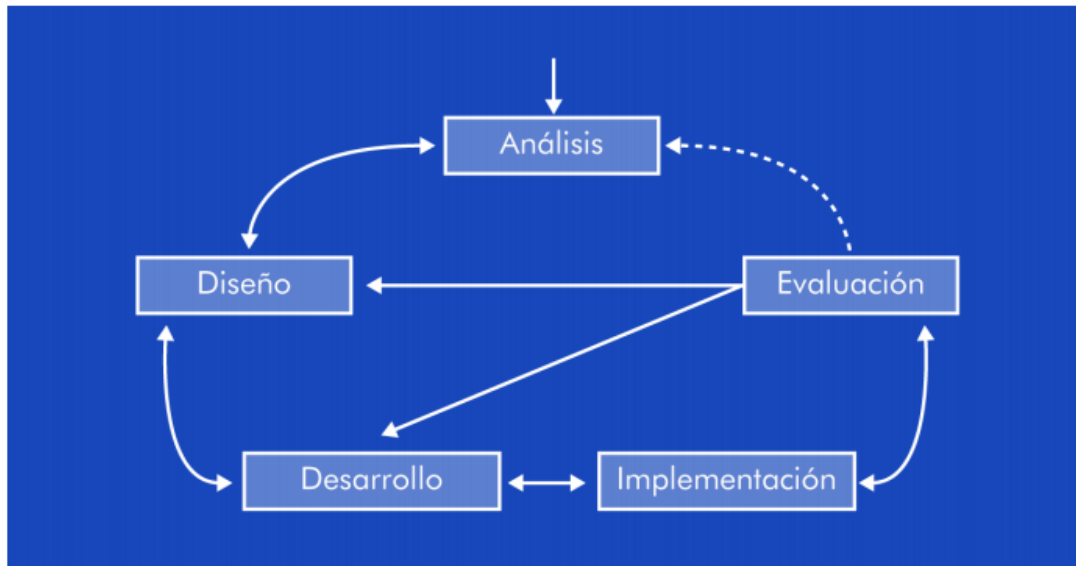 Análisis
Diseño
Evaluación
Desarrollo
Implementación